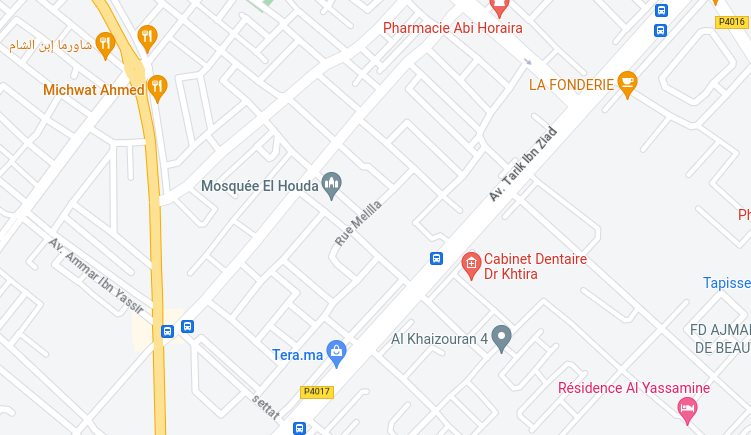 P4016
Pharmacie Abi Horaira
شاورما إبن الشام
Michwat Ahmed
LA FONDERIE
Av. Tarik Ibn Ziad
Mosquée El Houda
Rue Melilla
Ph
Av. Ammar Ibn Yassir
Cabinet Dentaire
Dr Khtira
Tapisse
FD AJMAI
DE BEAU
Al Khaizouran 4
Tera.ma
P4017
Résidence Al Yassamine
settat